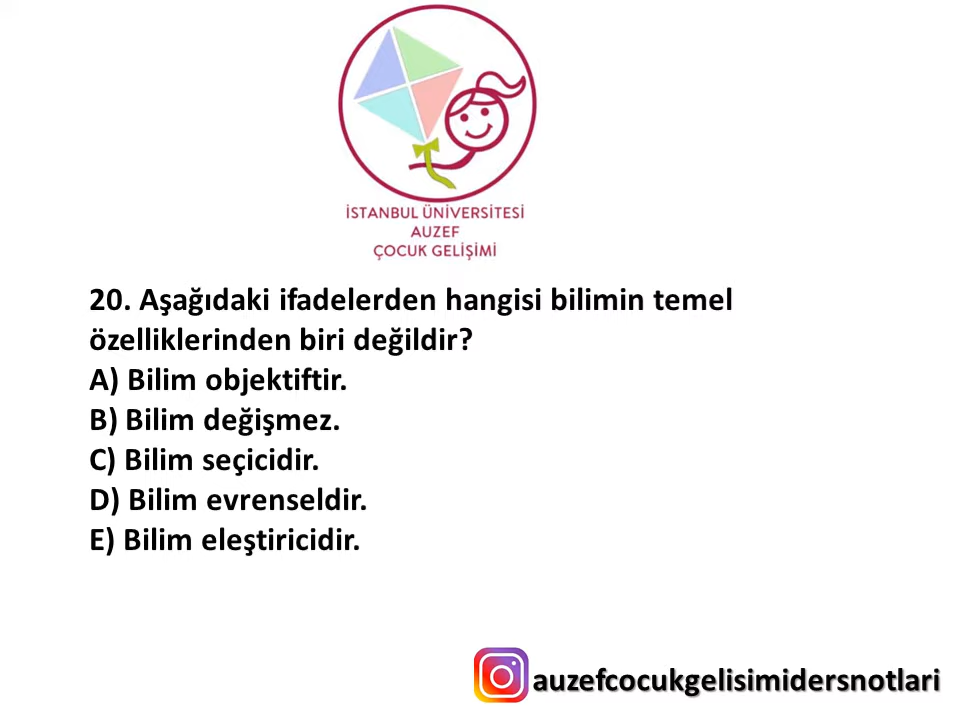 İSTANBUL ÜNİVERSİTESİ
AUZEF
ÇOCUK GELİŞİMİ
20. Aşağıdaki ifadelerden hangisi bilimin temel
özelliklerinden biri değildir?
A) Bilim objektiftir.
B) Bilim değişmez.
C) Bilim seçicidir.
D) Bilim evrenseldir.
E) Bilim eleştiricidir.
auzefcocukgelisimidersnotlari